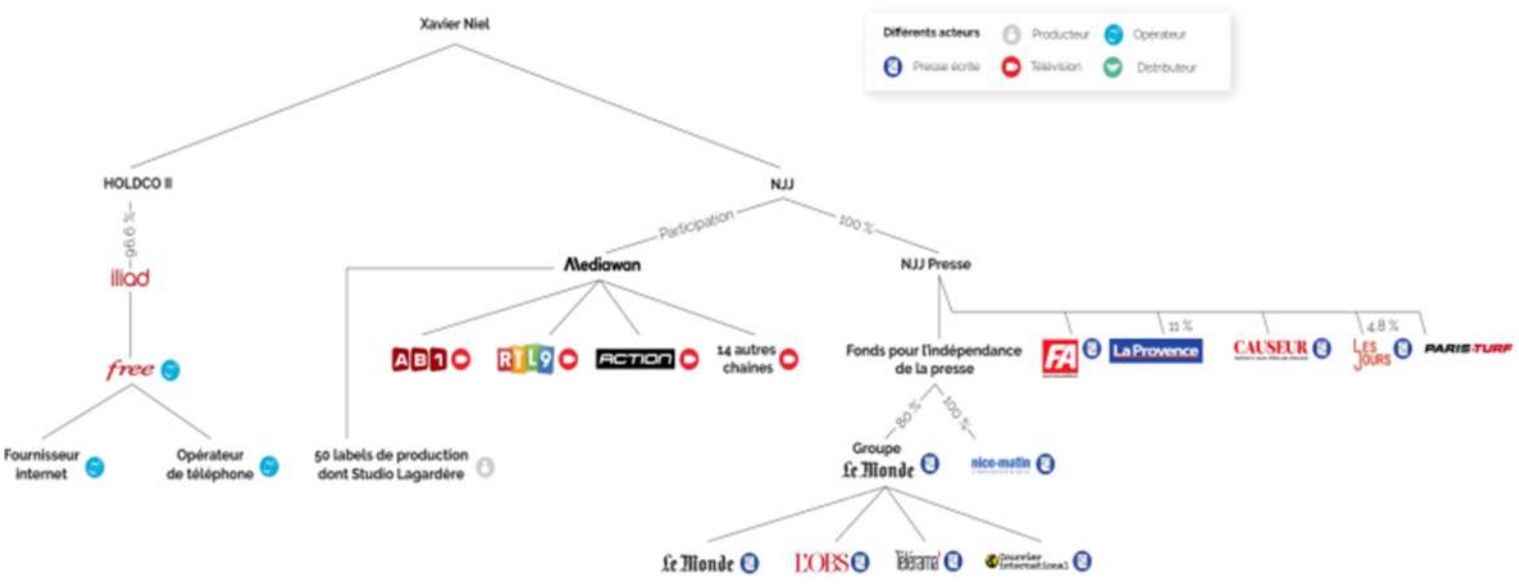 Xavier Niel
Différents acteurs
Producteur
Opérateur
Presse écrite
Télévision
Distributeur
HOLDCO II
NJJ
96.6 %
Participation
100 %
iliad
Mediawan
NJJ Presse
free
AB1
RTL9
ACTION
14 autres
chaines
Fonds pour l'indépendance
de la presse
FA
11 %
La Provence
CAUSEUR
4,8 %
LES
JOURS
PARIS-TURF
80 %
100 %
Fournisseur
internet
Opérateur
de téléphone
50 labels de production
dont Studio Lagardère
Groupe
Le Monde
nice-matin
Le Monde
L'OBS
Télérama'
Courrier
international